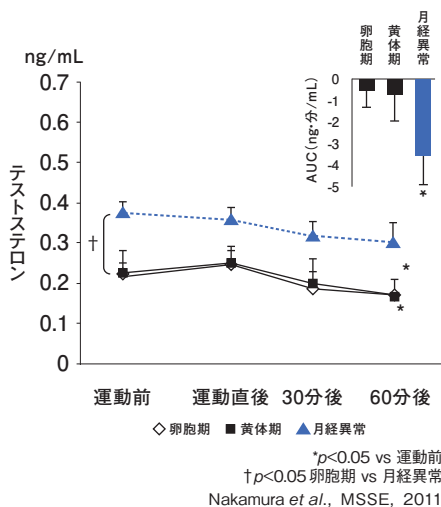 ng/mL
0.7
0.6
0.5
0.4
0.3
0.2
0.1
0
テストステロン
†
*
*
運動前 運動直後 30分後 60分後
卵胞期 黄体期 月経異常
0
-1
-2
-3
-4
-5
AUC(ng·分/mL)
*
◇卵胞期 ■黄体期 ▲月経異常
*p<0.05 vs 運動前
†p<0.05 卵胞期 vs 月経異常
Nakamura et al., MSSE, 2011